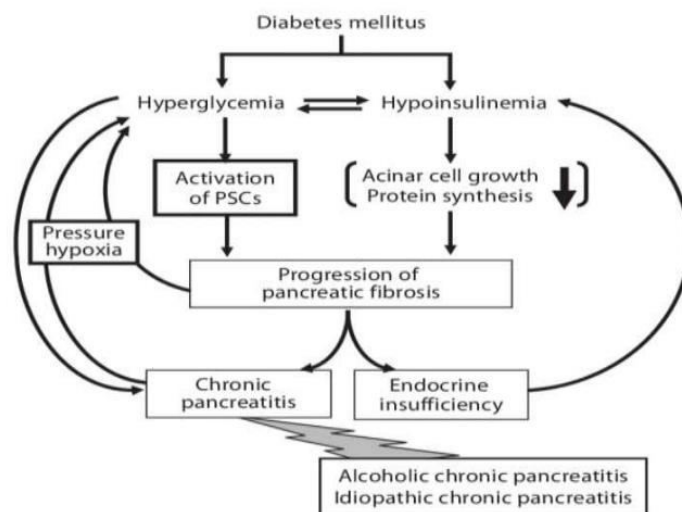 Diabetes mellitus
Hyperglycemia
Hypoinsulinemia
Activation
of PSCs
Acinar cell growth
Protein synthesis
Pressure
hypoxia
Progression of
pancreatic fibrosis
Chronic
pancreatitis
Endocrine
insufficiency
Alcoholic chronic pancreatitis
Idiopathic chronic pancreatitis